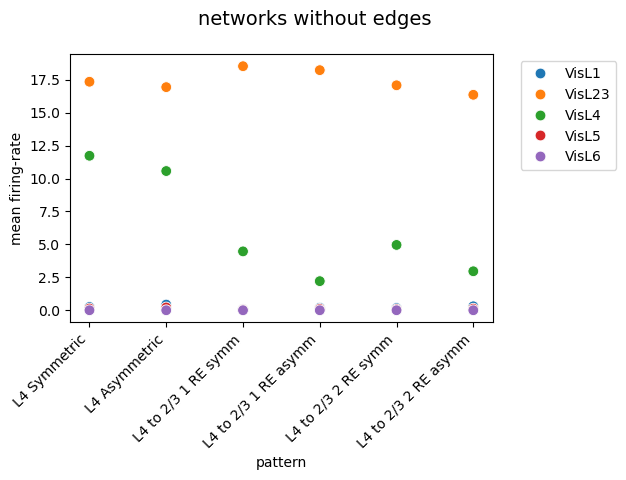 networks without edges
mean firing-rate
17.5
15.0
12.5
10.0
7.5
5.0
2.5
0.0
L4 Symmetric
L4 Asymmetric
L4 to 2/3 1 RE symm
L4 to 2/3 1 RE asymm
L4 to 2/3 2 RE symm
L4 to 2/3 2 RE asymm
pattern
VisL1
VisL23
VisL4
VisL5
VisL6